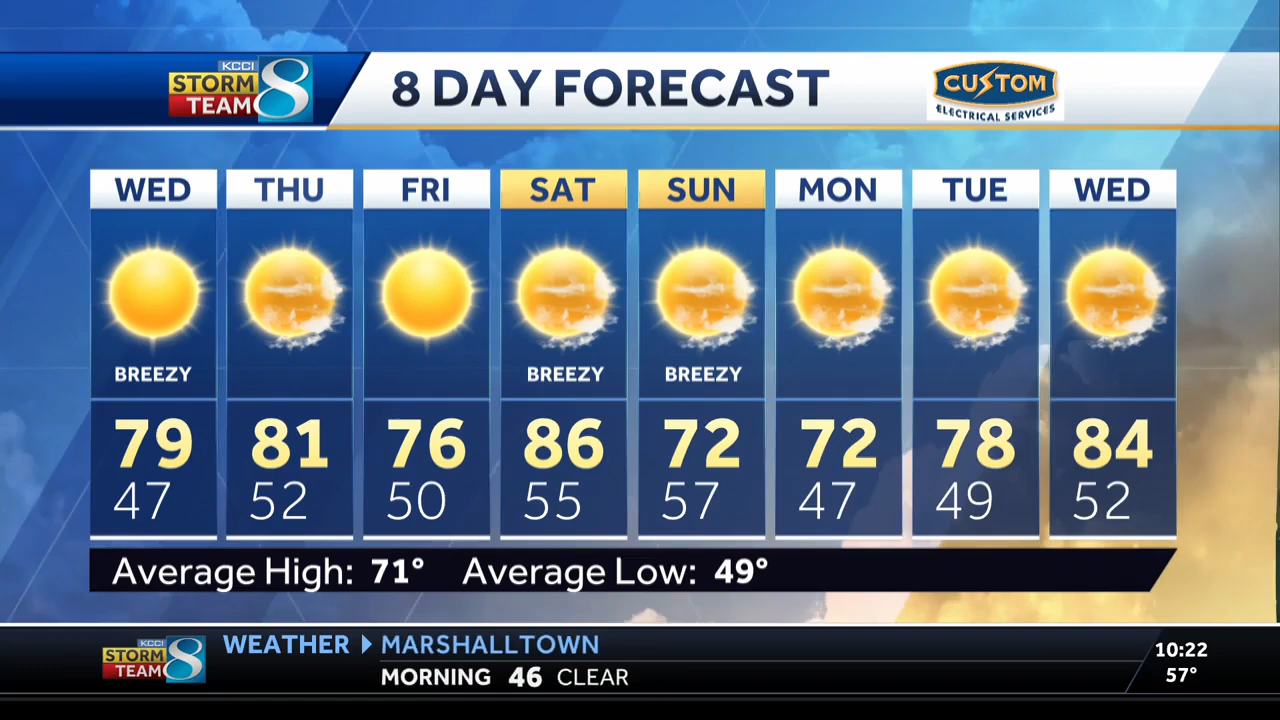 KCCI
STORM
TEAM 8
8 DAY FORECAST
CUSTOM
ELECTRICAL SERVICES
WED THU FRI SAT SUN MON TUE WED
BREEZY BREEZY BREEZY
79 81 76 86 72 72 78 84
47 52 50 55 57 47 49 52
Average High: 71° Average Low: 49°
KCCI
STORM
TEAM 8
WEATHER MARSHALLTOWN
MORNING 46 CLEAR
10:22
57°